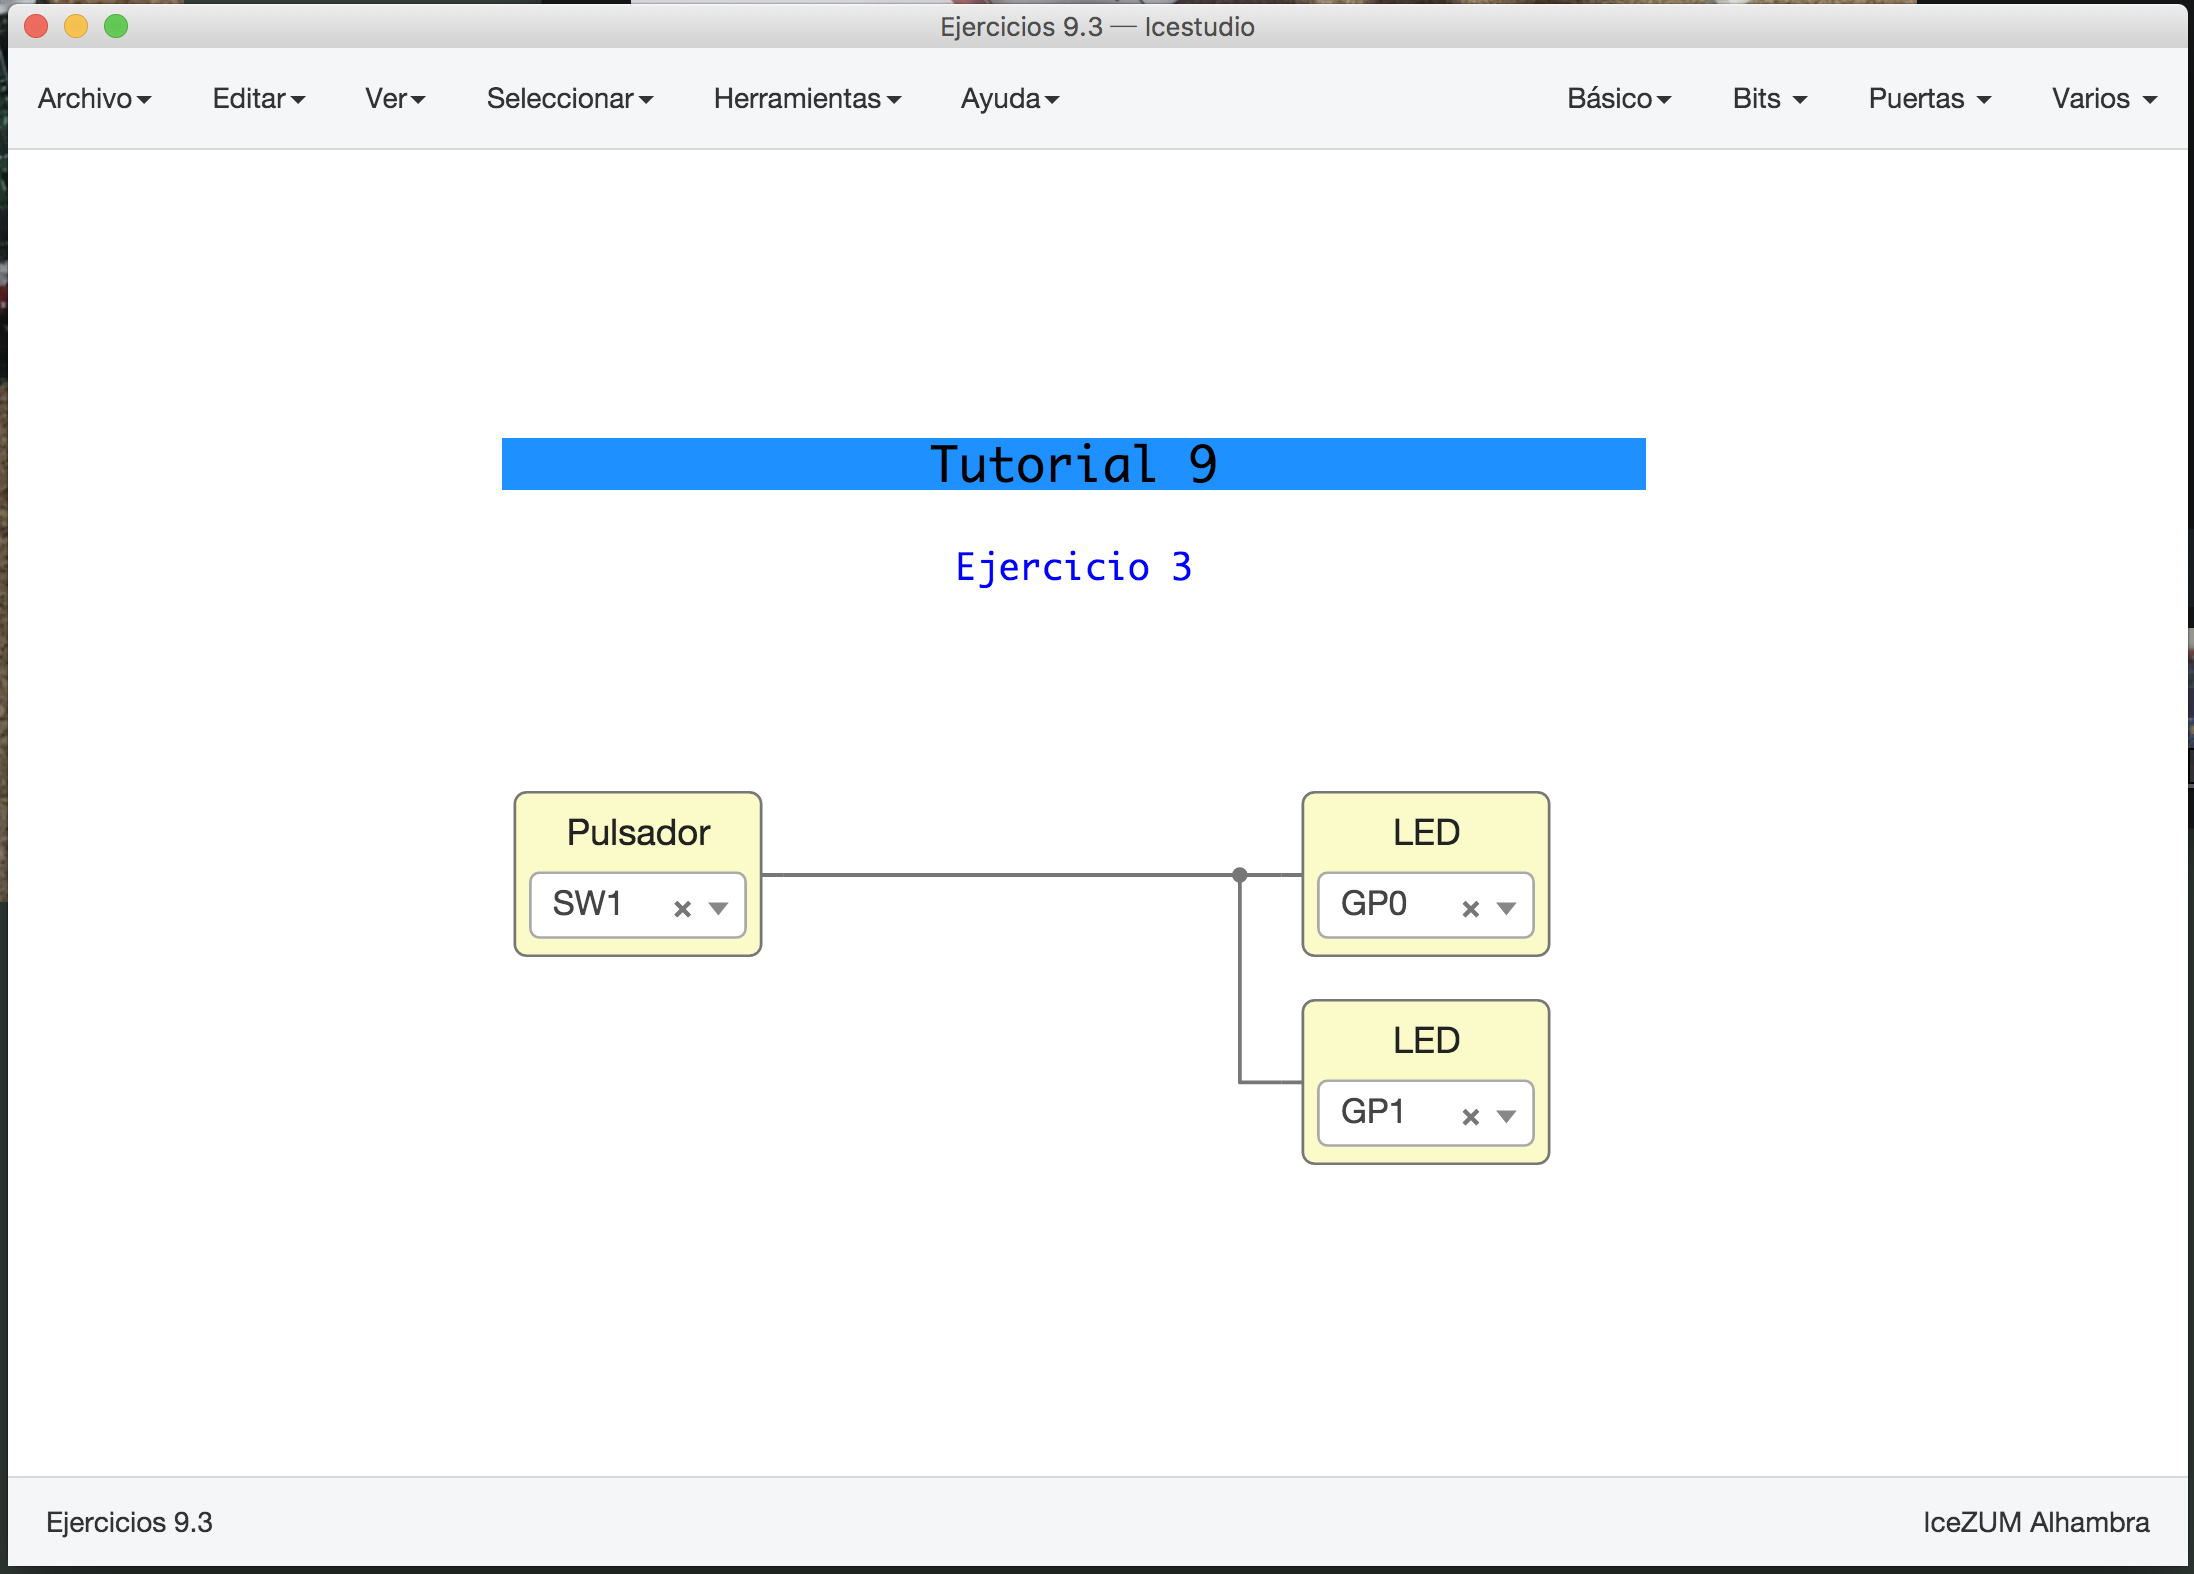 Ejercicios 9.3 — Icestudio
Archivo Editar Ver Seleccionar Herramientas Ayuda Básico Bits Puertas Varios
Tutorial 9
Ejercicio 3
Pulsador LED
SW1 GP0
LED
GP1
Ejercicios 9.3 IceZUM Alhambra